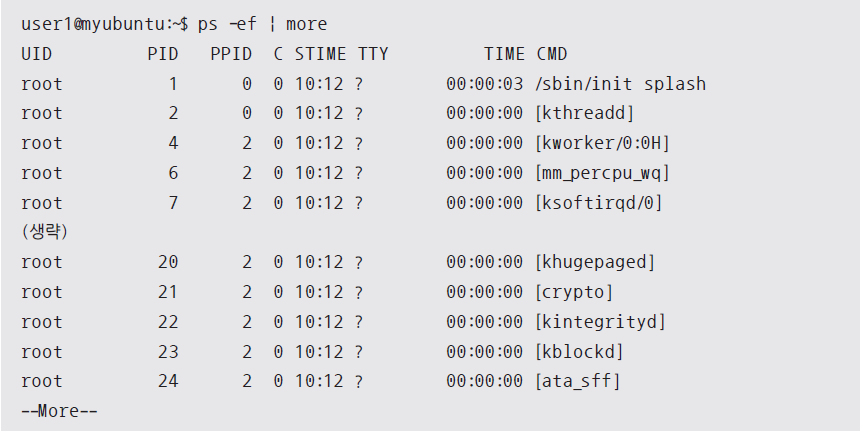 user1@myubuntu:~$ ps -ef | more
UID PID PPID C STIME TTY TIME CMD
root 1 0 0 10:12 ? 00:00:03 /sbin/init splash
root 2 0 0 10:12 ? 00:00:00 [kthreadd]
root 4 2 0 10:12 ? 00:00:00 [kworker/0:0H]
root 6 2 0 10:12 ? 00:00:00 [mm_percpu_wq]
root 7 2 0 10:12 ? 00:00:00 [ksoftirqd/0]
(생략)
root 20 2 0 10:12 ? 00:00:00 [khugepaged]
root 21 2 0 10:12 ? 00:00:00 [crypto]
root 22 2 0 10:12 ? 00:00:00 [kintegrityd]
root 23 2 0 10:12 ? 00:00:00 [kblockd]
root 24 2 0 10:12 ? 00:00:00 [ata_sff]
--More--